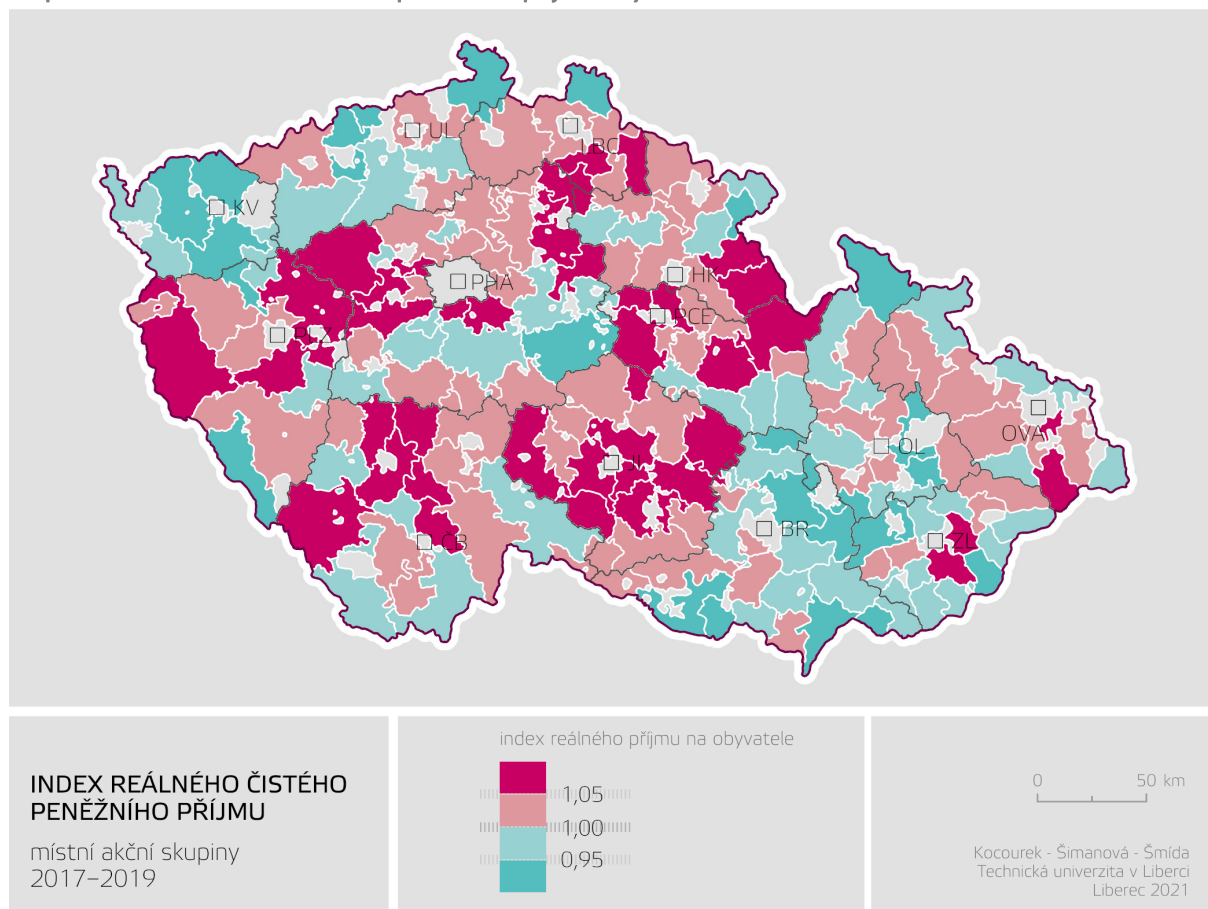 UL
LBC
KV
PHA
HK
PCE
PLZ
OVA
OL
JI
BR
ZL
ČB
INDEX REÁLNÉHO ČISTÉHO
PENĚŽNÍHO PŘÍJMU
místní akční skupiny
2017–2019
index reálného příjmu na obyvatele
1,05
1,00
0,95
0 50 km
Kocourek - Šimanová - Šmída
Technická univerzita v Liberci
Liberec 2021